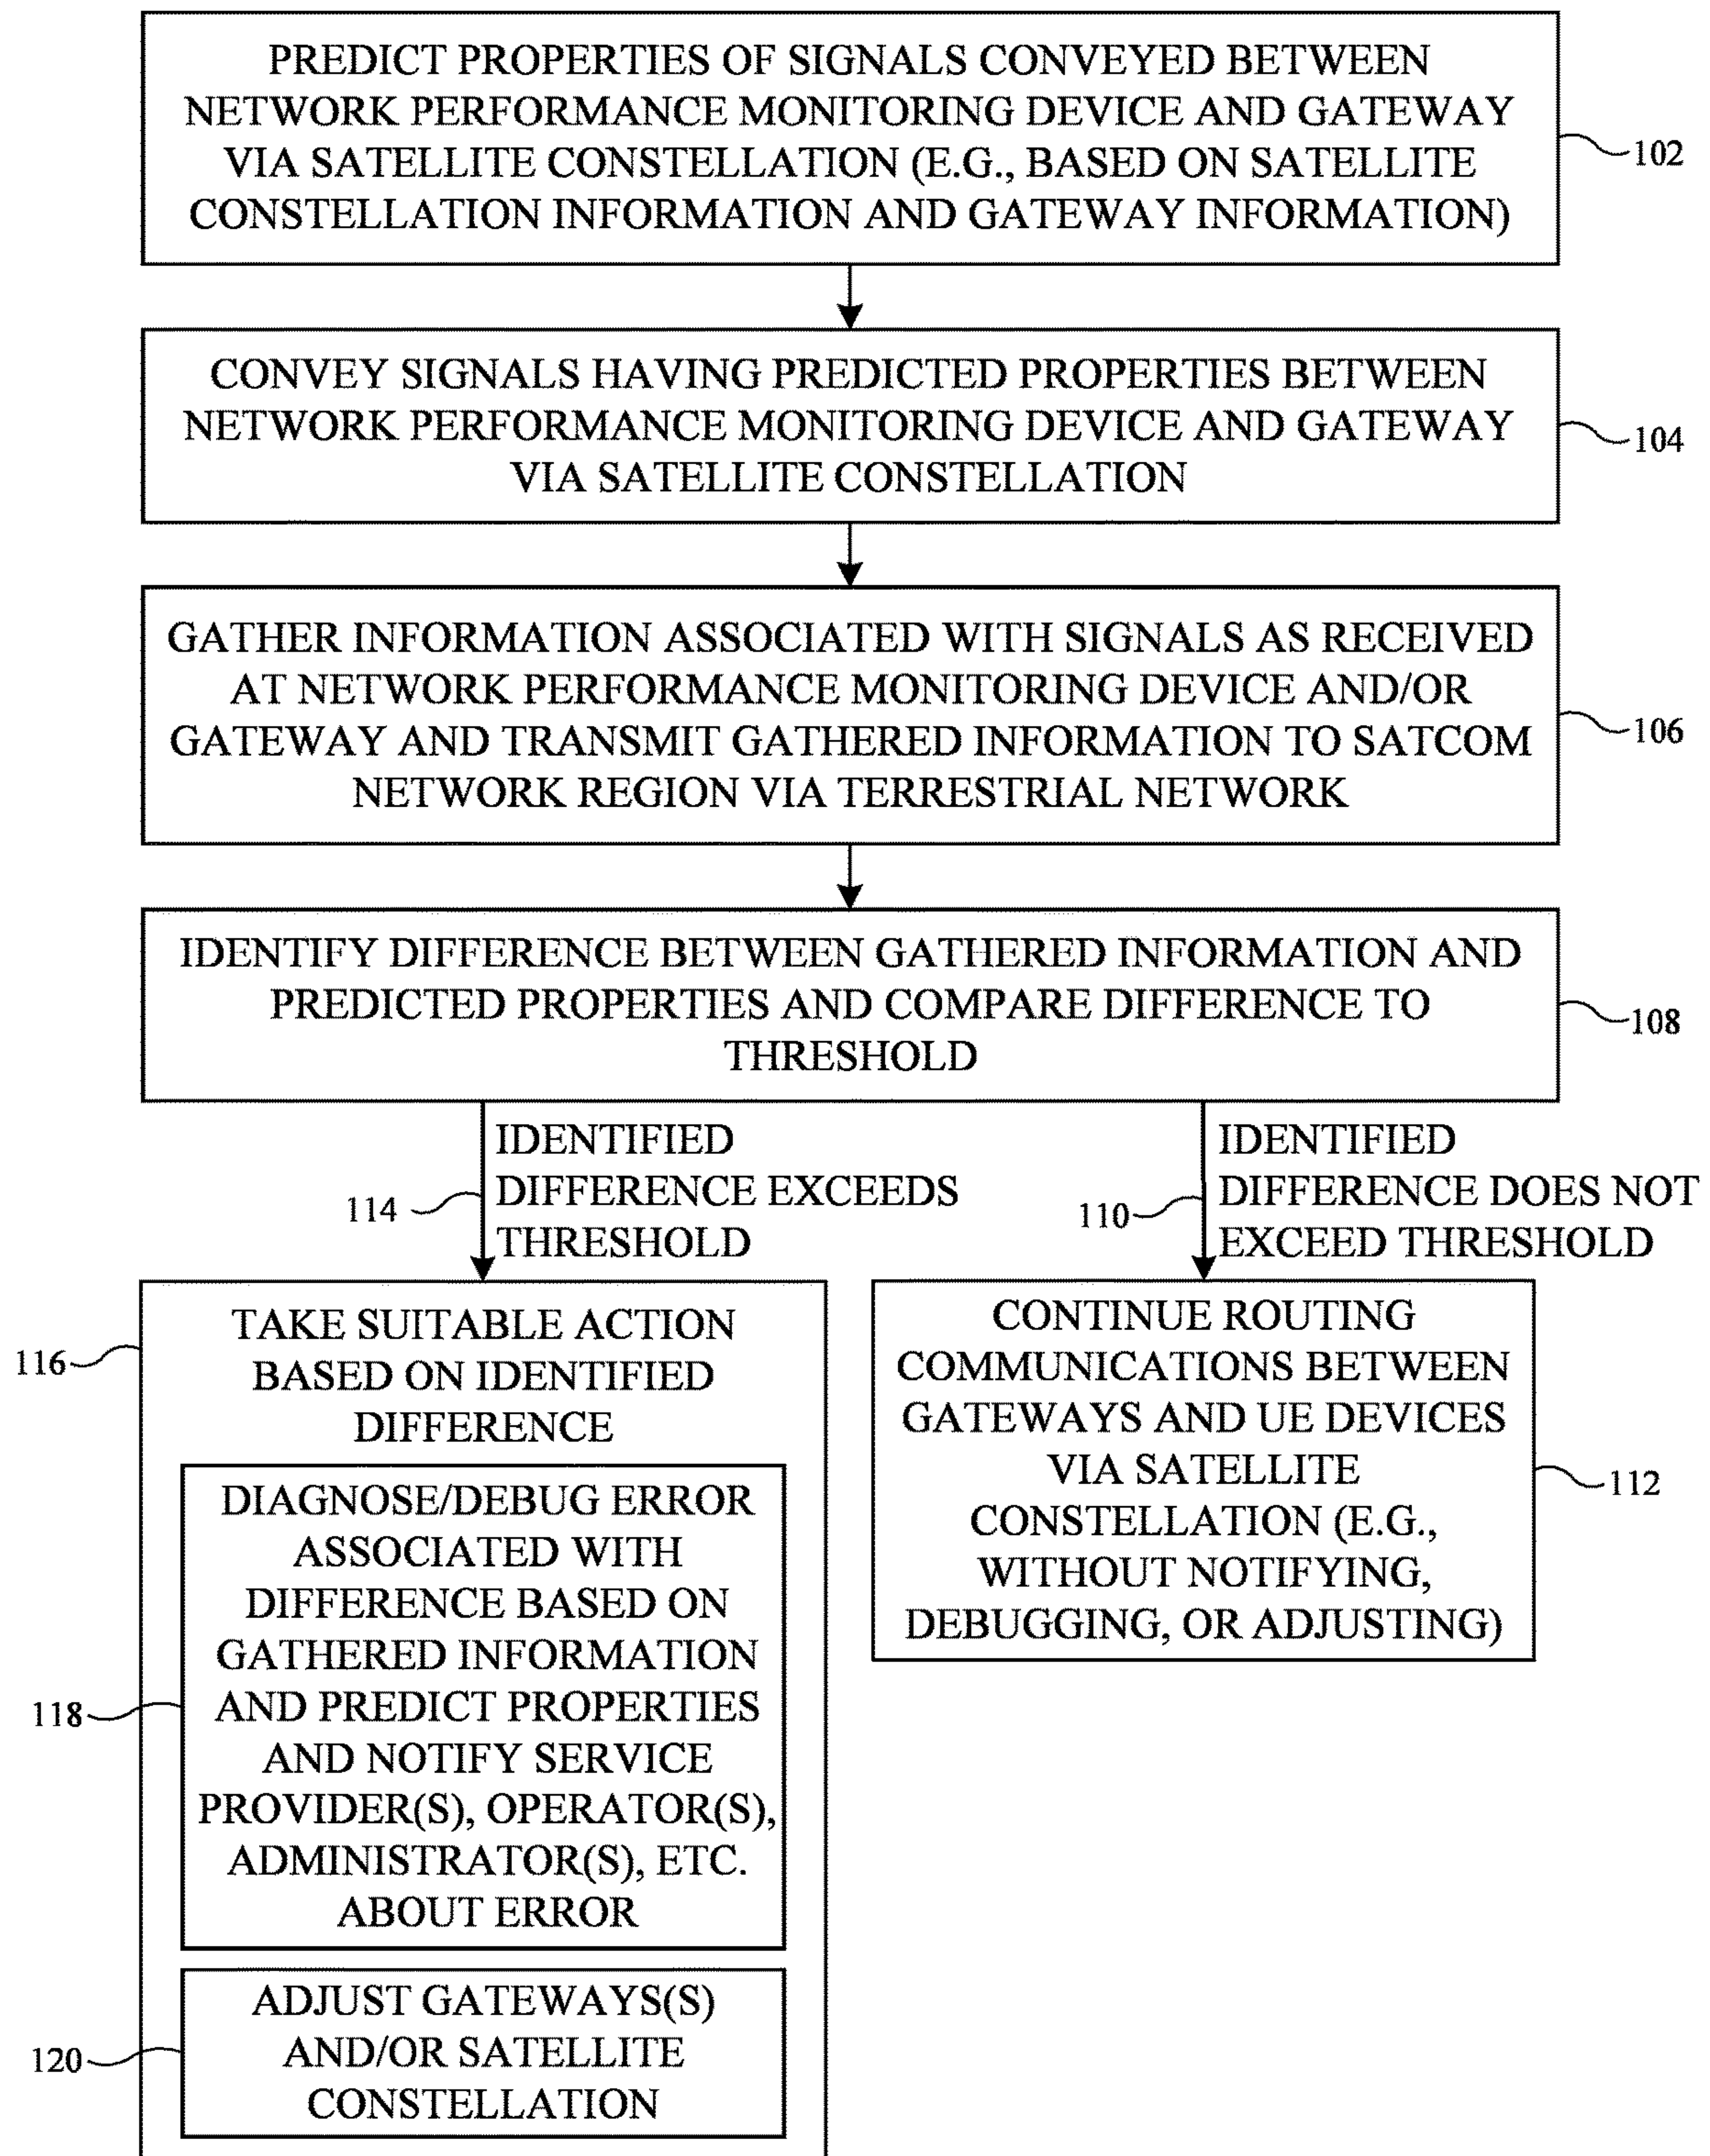 PREDICT PROPERTIES OF SIGNALS CONVEYED BETWEEN
NETWORK PERFORMANCE MONITORING DEVICE AND GATEWAY
VIA SATELLITE CONSTELLATION (E.G., BASED ON SATELLITE
CONSTELLATION INFORMATION AND GATEWAY INFORMATION)
102
CONVEY SIGNALS HAVING PREDICTED PROPERTIES BETWEEN
NETWORK PERFORMANCE MONITORING DEVICE AND GATEWAY
VIA SATELLITE CONSTELLATION
104
GATHER INFORMATION ASSOCIATED WITH SIGNALS AS RECEIVED
AT NETWORK PERFORMANCE MONITORING DEVICE AND/OR
GATEWAY AND TRANSMIT GATHERED INFORMATION TO SATCOM
NETWORK REGION VIA TERRESTRIAL NETWORK
106
IDENTIFY DIFFERENCE BETWEEN GATHERED INFORMATION AND
PREDICTED PROPERTIES AND COMPARE DIFFERENCE TO
THRESHOLD
108
114
IDENTIFIED
DIFFERENCE EXCEEDS
THRESHOLD
110
IDENTIFIED
DIFFERENCE DOES NOT
EXCEED THRESHOLD
116
TAKE SUITABLE ACTION
BASED ON IDENTIFIED
DIFFERENCE
118
DIAGNOSE/DEBUG ERROR
ASSOCIATED WITH
DIFFERENCE BASED ON
GATHERED INFORMATION
AND PREDICT PROPERTIES
AND NOTIFY SERVICE
PROVIDER(S), OPERATOR(S),
ADMINISTRATOR(S), ETC.
ABOUT ERROR
120
ADJUST GATEWAYS(S)
AND/OR SATELLITE
CONSTELLATION
CONTINUE ROUTING
COMMUNICATIONS BETWEEN
GATEWAYS AND UE DEVICES
VIA SATELLITE
CONSTELLATION (E.G.,
WITHOUT NOTIFYING,
DEBUGGING, OR ADJUSTING)
112